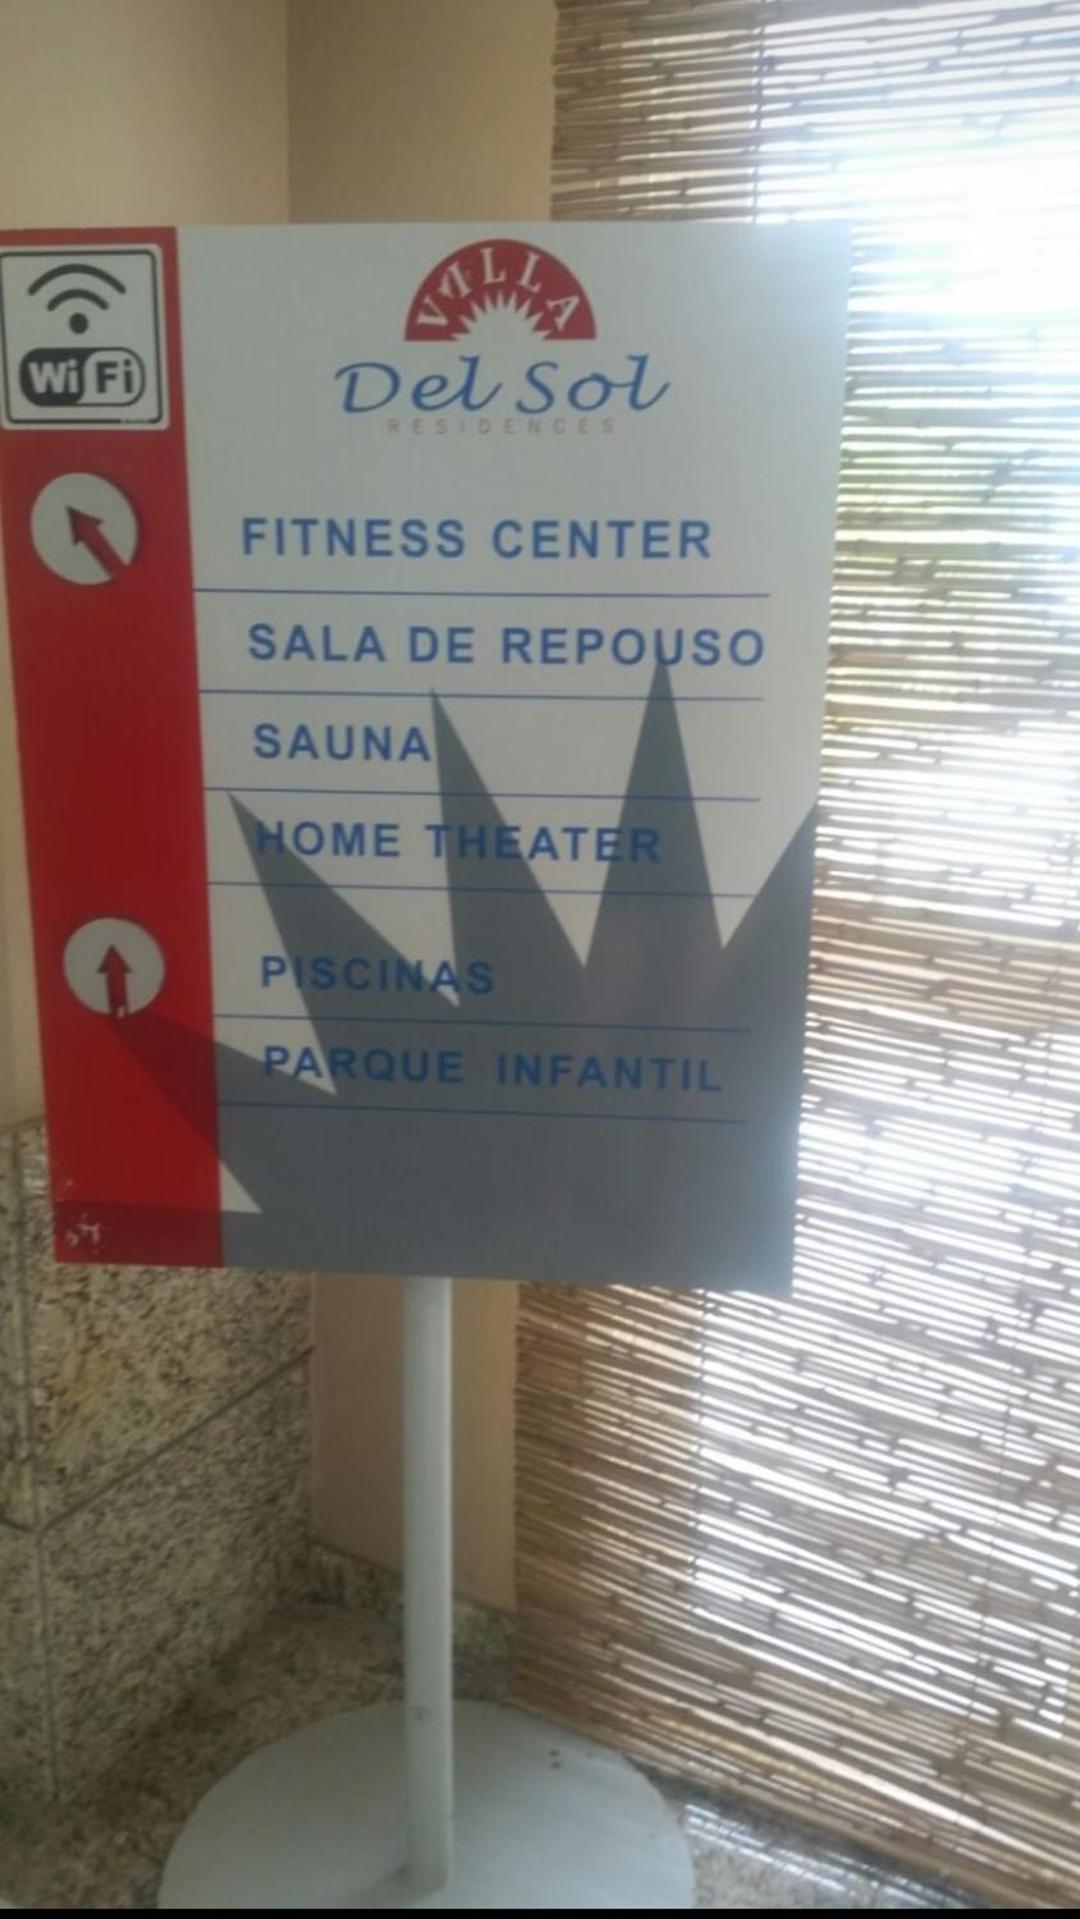 WiFi
VILLA
Del Sol
RESIDENCES
FITNESS CENTER
SALA DE REPOUSO
SAUNA
HOME THEATER
PISCINAS
PARQUE INFANTIL